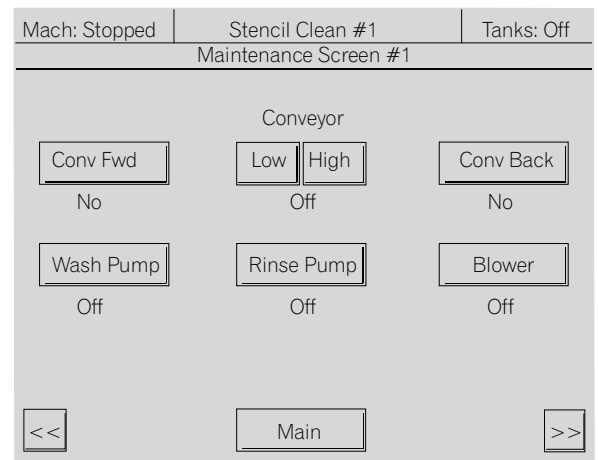 Mach: Stopped Stencil Clean #1 Tanks: Off
Maintenance Screen #1
Conveyor
Conv Fwd Low High Conv Back
No Off No
Wash Pump Rinse Pump Blower
Off Off Off
<< Main >>